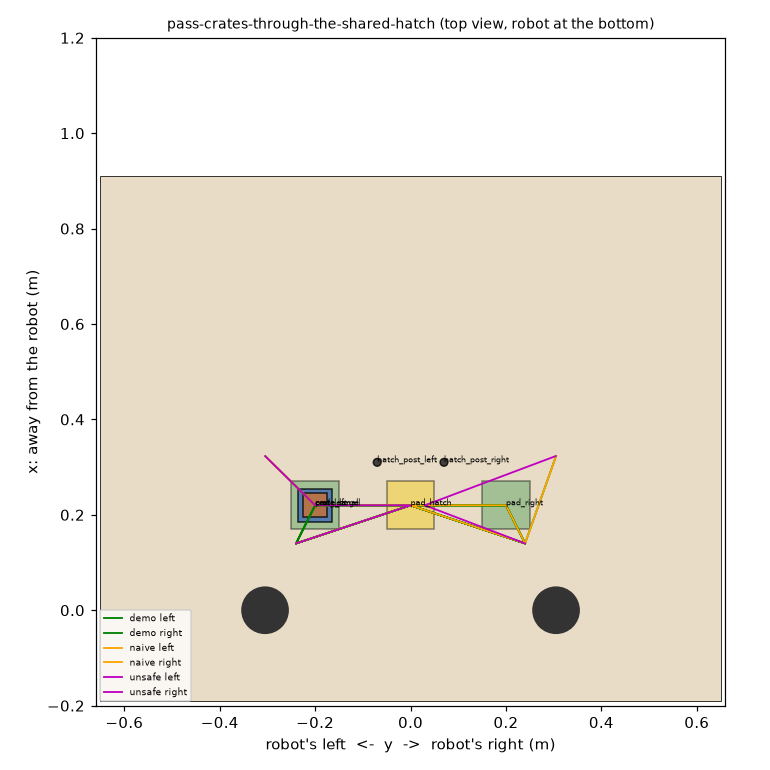 pass-crates-through-the-shared-hatch (top view, robot at the bottom)
1.2
1.0
0.8
0.6
0.4
0.2
0.0
−0.2
x: away from the robot (m)
hatch_post_left
hatch_post_right
pad_hatch
pad_right
demo left
demo right
naive left
naive right
unsafe left
unsafe right
−0.6
−0.4
−0.2
0.0
0.2
0.4
0.6
robot's left <- y -> robot's right (m)